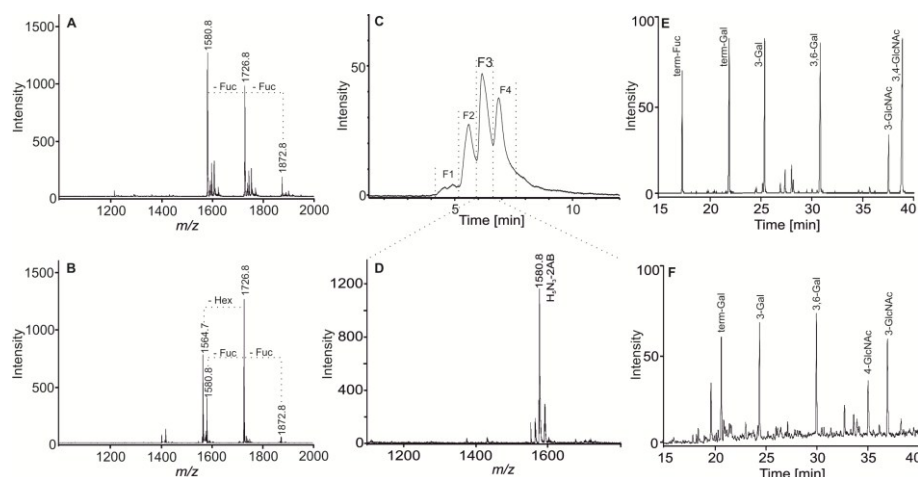 A
Intensity
1500
1000
500
0
1580.8
1726.8
- Fuc
- Fuc
1872.8
1200
1400
1600
1800
2000
m/z
C
Intensity
50
0
F1
F2
F3
F4
5
10
Time [min]
E
Intensity
100
50
0
term-Fuc
term-Gal
3-Gal
3,6-Gal
3-GlcNAc
3,4-GlcNAc
15
20
25
30
35
40
Time [min]
B
Intensity
1500
1000
500
0
1726.8
- Hex
1564.7
1580.8
- Fuc
- Fuc
1872.8
1200
1400
1600
1800
2000
m/z
D
Intensity
1200
900
600
300
0
1580.8
H₅N₃-2AB
1200
1400
1600
m/z
F
Intensity
100
50
0
term-Gal
3-Gal
3,6-Gal
4-GlcNAc
3-GlcNAc
15
20
25
30
35
40
Time [min]